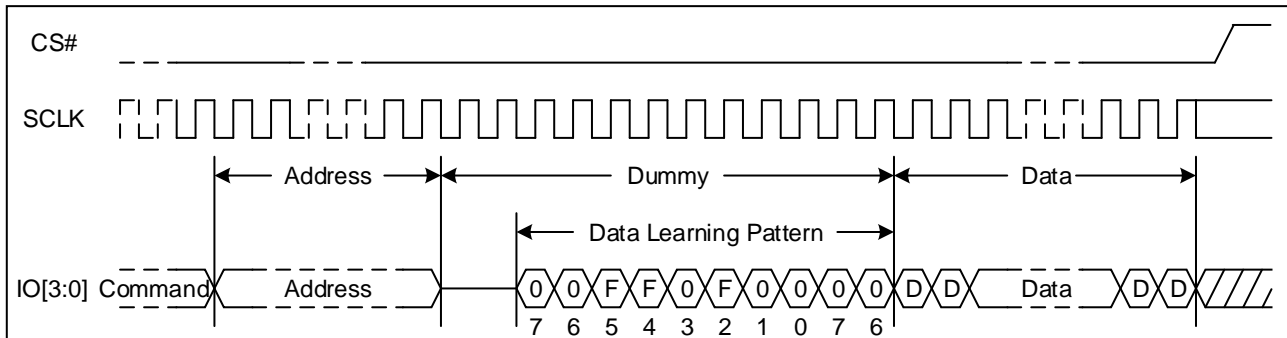 CS#
SCLK
Address Dummy Data
Data Learning Pattern
IO[3:0] Command Address 0 0 F F 0 F 0 0 0 0 D D Data D D
7 6 5 4 3 2 1 0 7 6